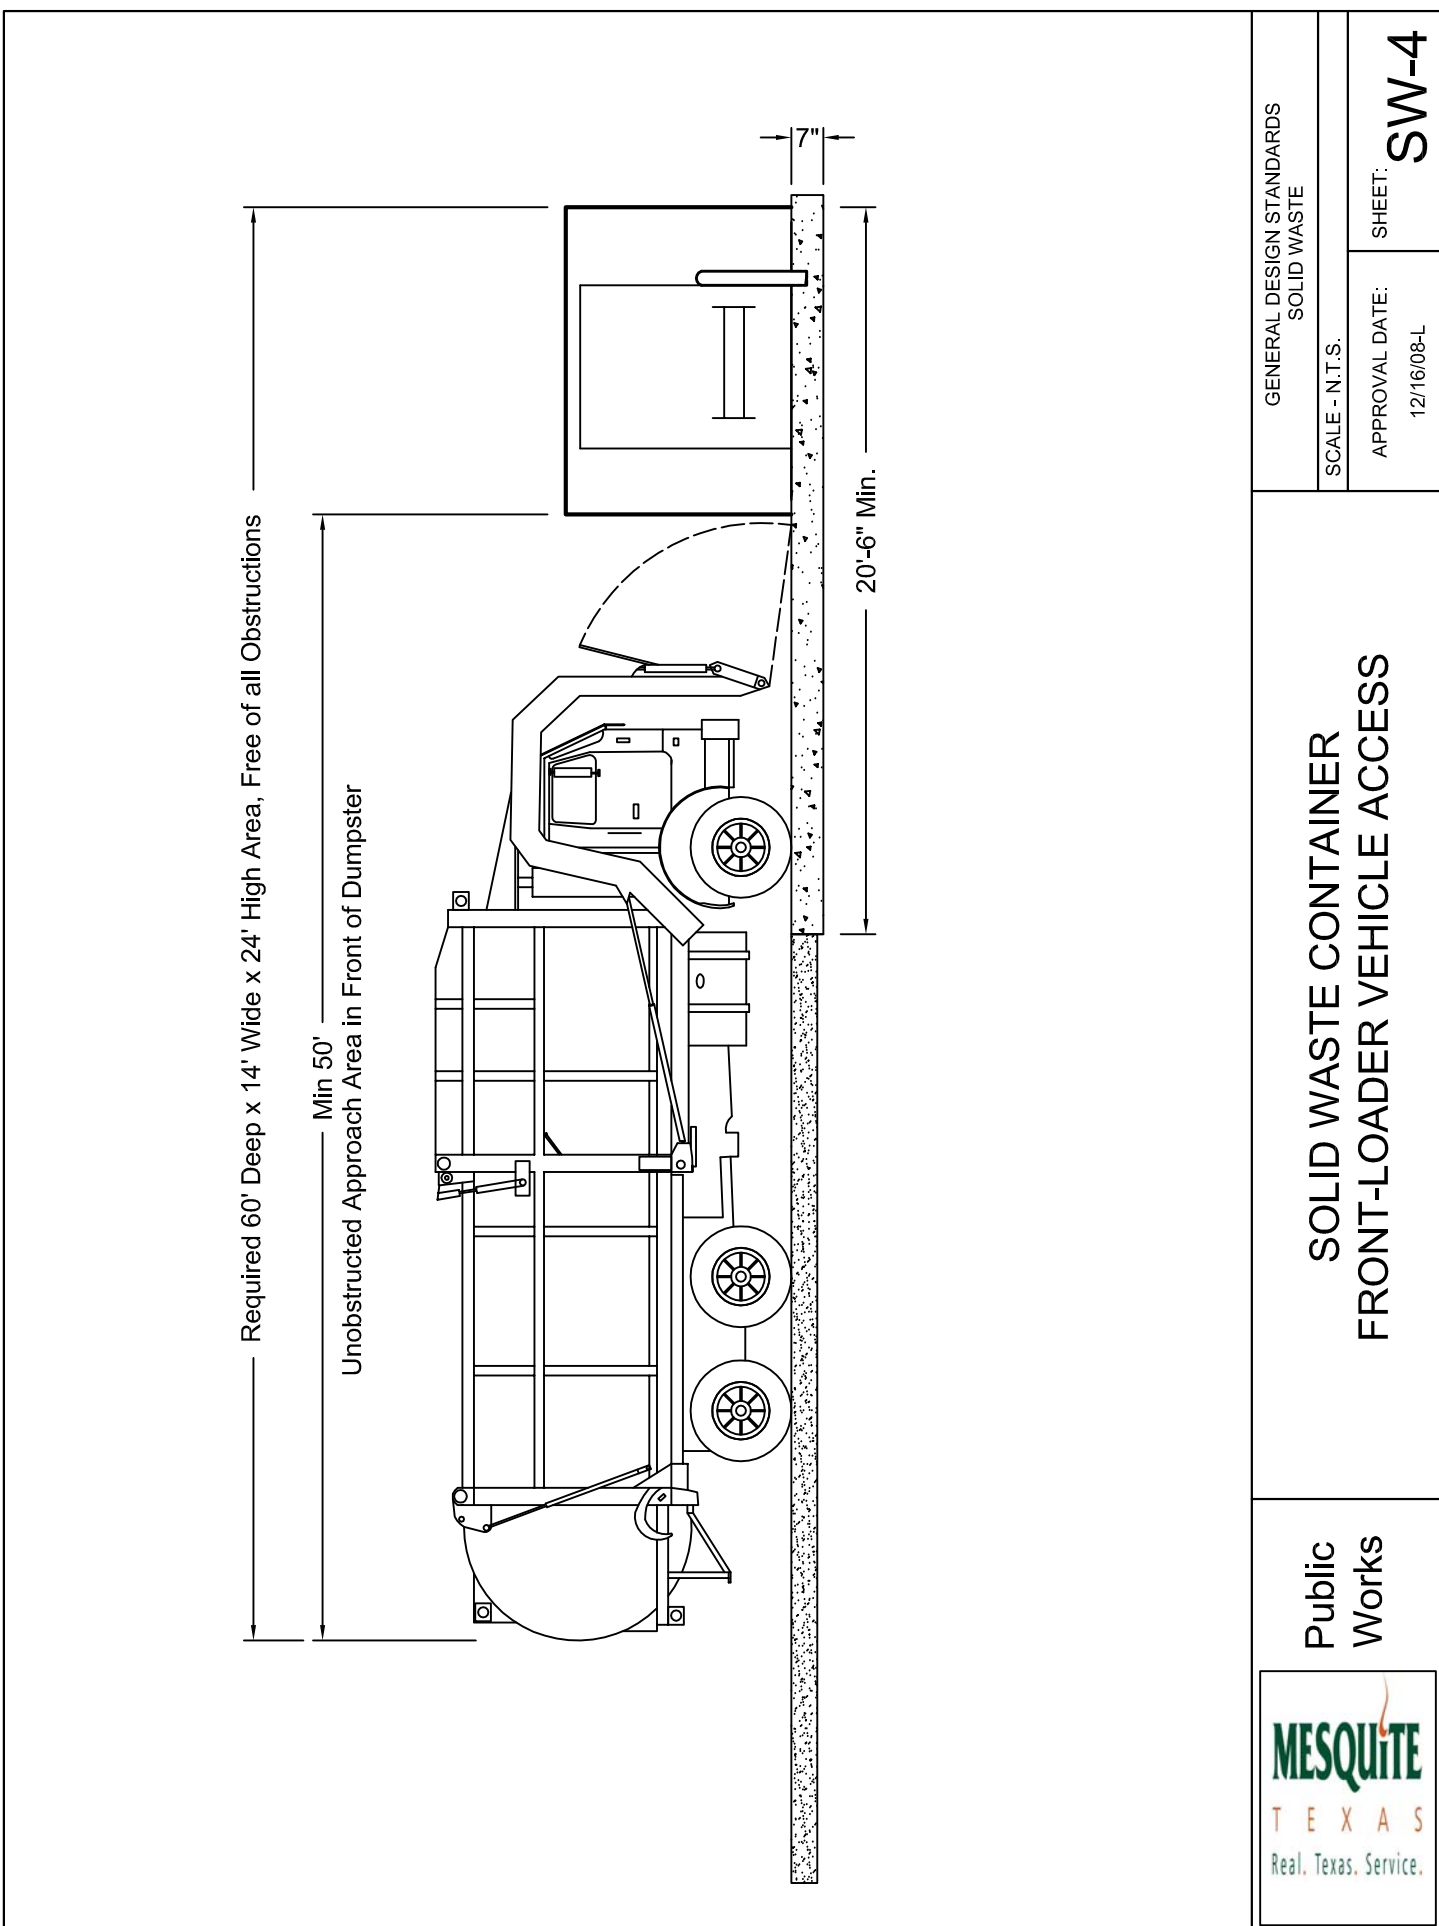 Required 60' Deep x 14' Wide x 24' High Area, Free of all Obstructions
Min 50'
Unobstructed Approach Area in Front of Dumpster
7"
20'-6" Min.
MESQUiTE
TEXAS
Real. Texas. Service.
Public
Works
SOLID WASTE CONTAINER
FRONT-LOADER VEHICLE ACCESS
GENERAL DESIGN STANDARDS
SOLID WASTE
SCALE - N.T.S.
APPROVAL DATE:
12/16/08-L
SHEET:
SW-4